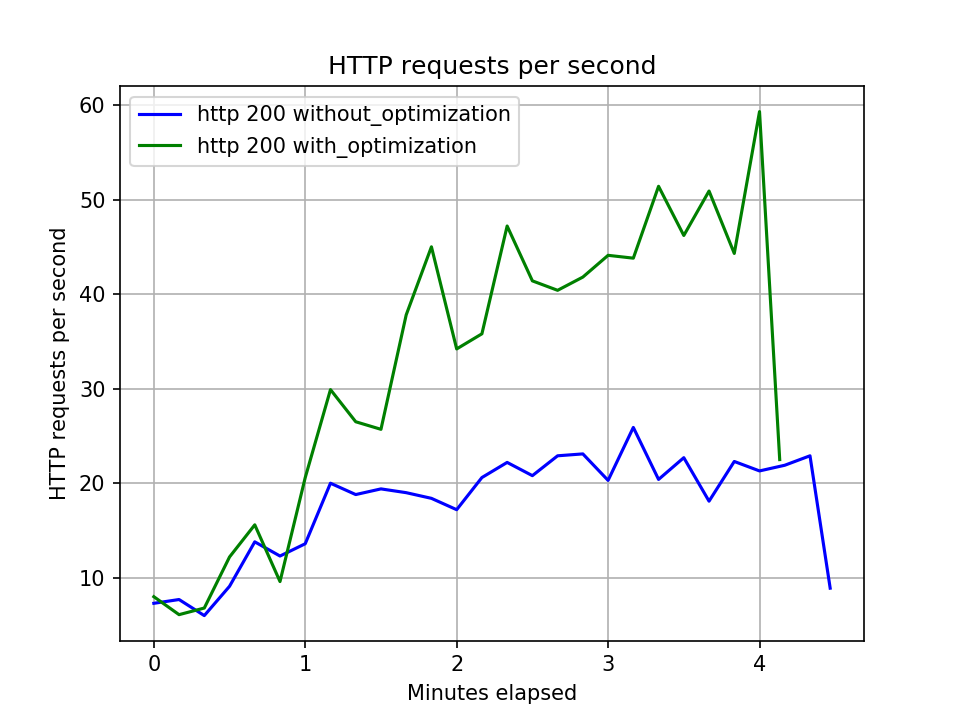 HTTP requests per second
http 200 without_optimization
http 200 with_optimization
HTTP requests per second
60
50
40
30
20
10
0 1 2 3 4
Minutes elapsed